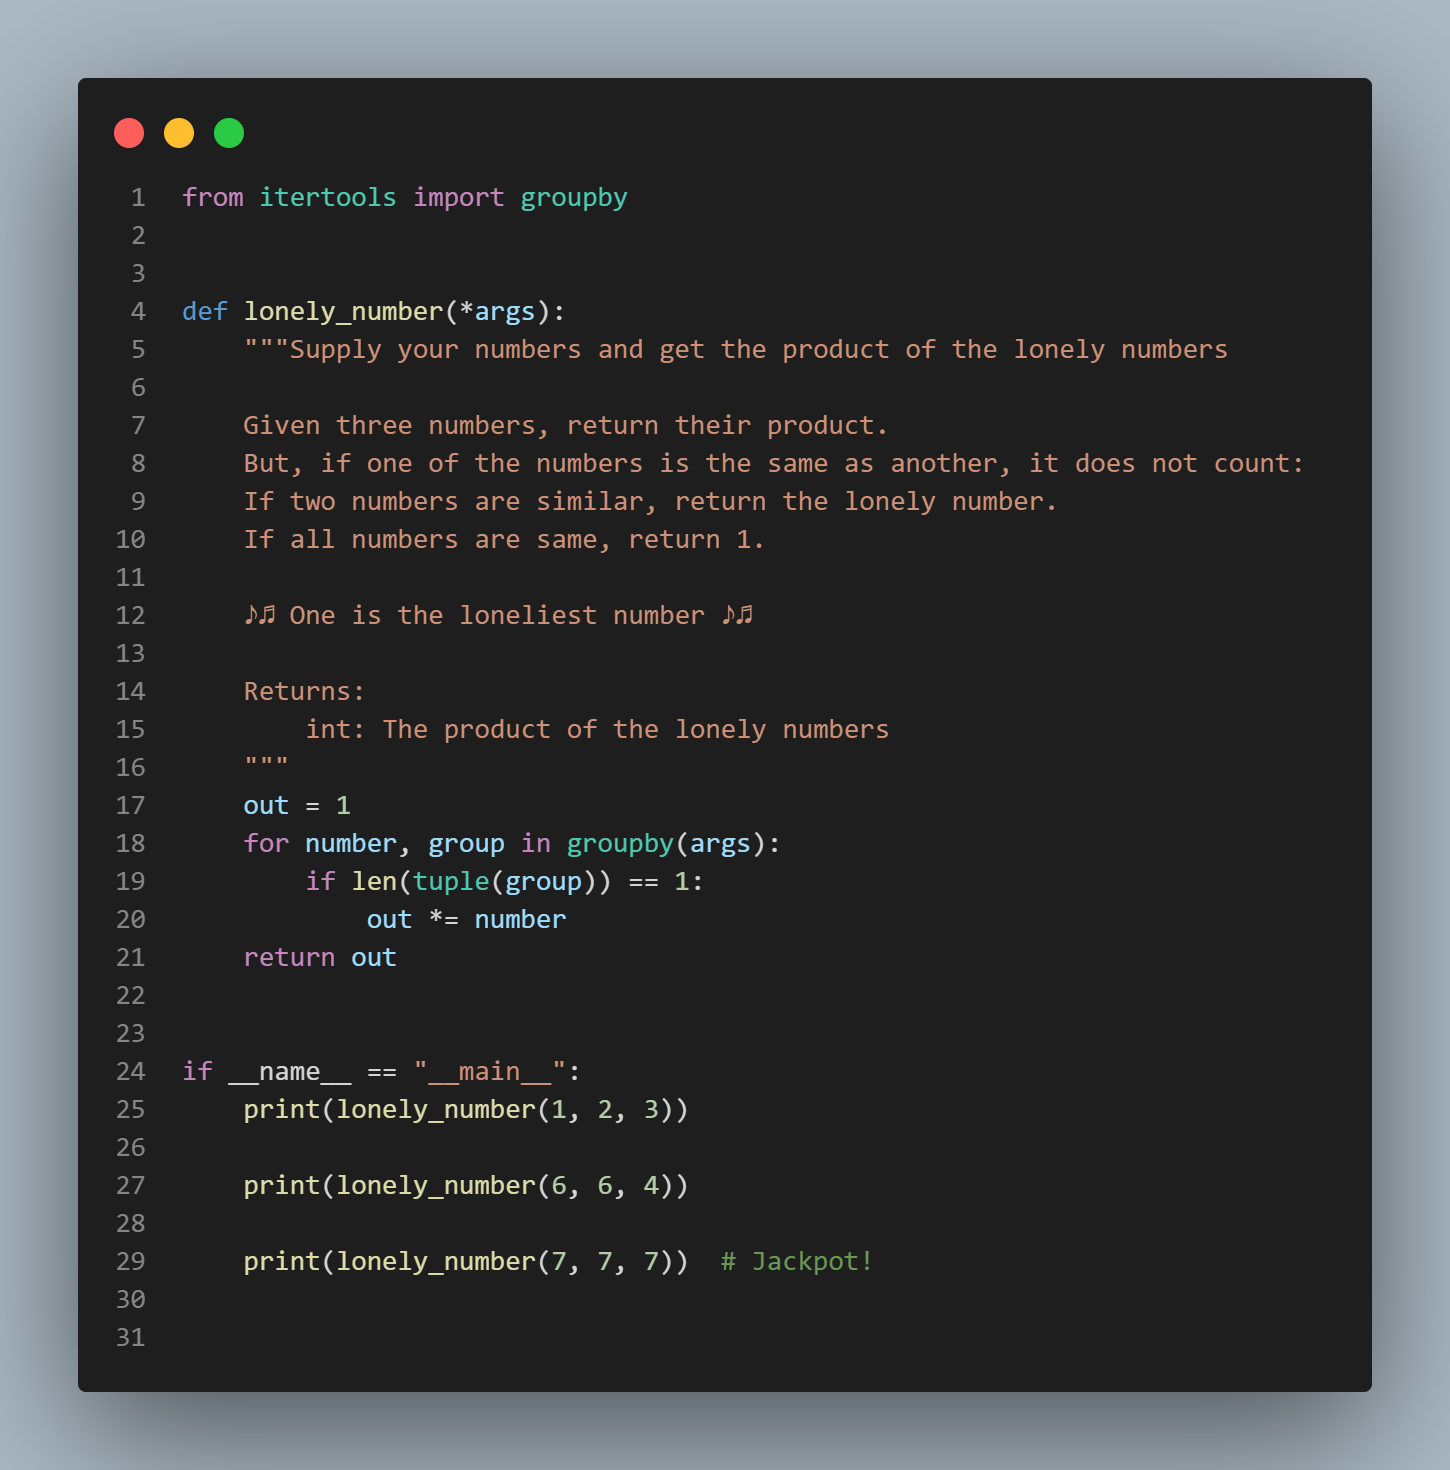 1 from itertools import groupby
2
3
4 def lonely_number(*args):
5     """Supply your numbers and get the product of the lonely numbers
6
7     Given three numbers, return their product.
8     But, if one of the numbers is the same as another, it does not count:
9     If two numbers are similar, return the lonely number.
10     If all numbers are same, return 1.
11
12     ♪♬ One is the loneliest number ♪♬
13
14     Returns:
15         int: The product of the lonely numbers
16     """
17     out = 1
18     for number, group in groupby(args):
19         if len(tuple(group)) == 1:
20             out *= number
21     return out
22
23
24 if __name__ == "__main__":
25     print(lonely_number(1, 2, 3))
26
27     print(lonely_number(6, 6, 4))
28
29     print(lonely_number(7, 7, 7))  # Jackpot!
30
31